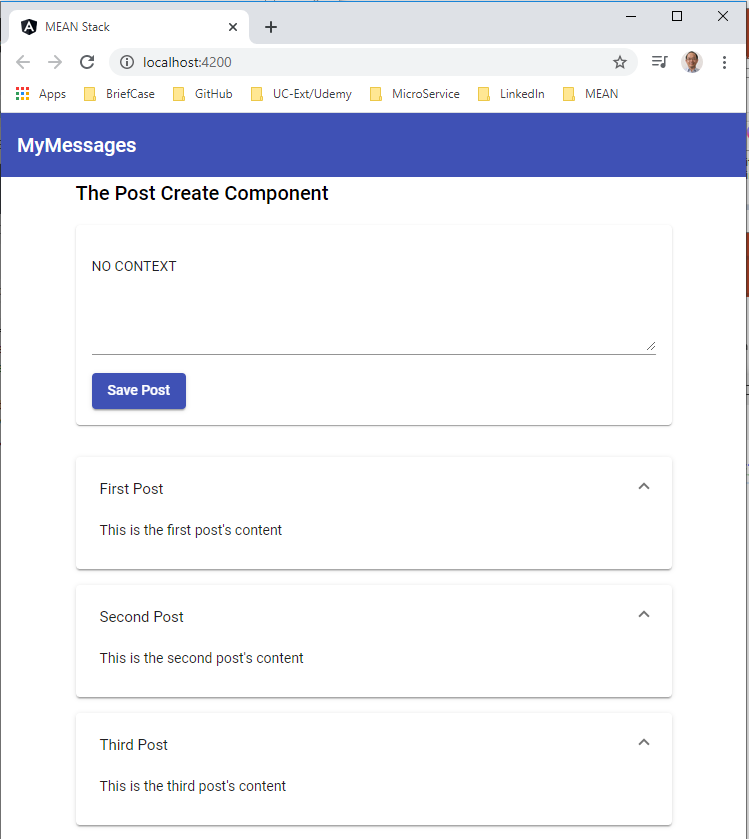 MEAN Stack
localhost:4200
Apps BriefCase GitHub UC-Ext/Udemy MicroService LinkedIn MEAN
MyMessages
The Post Create Component
NO CONTEXT
Save Post
First Post
This is the first post's content
Second Post
This is the second post's content
Third Post
This is the third post's content